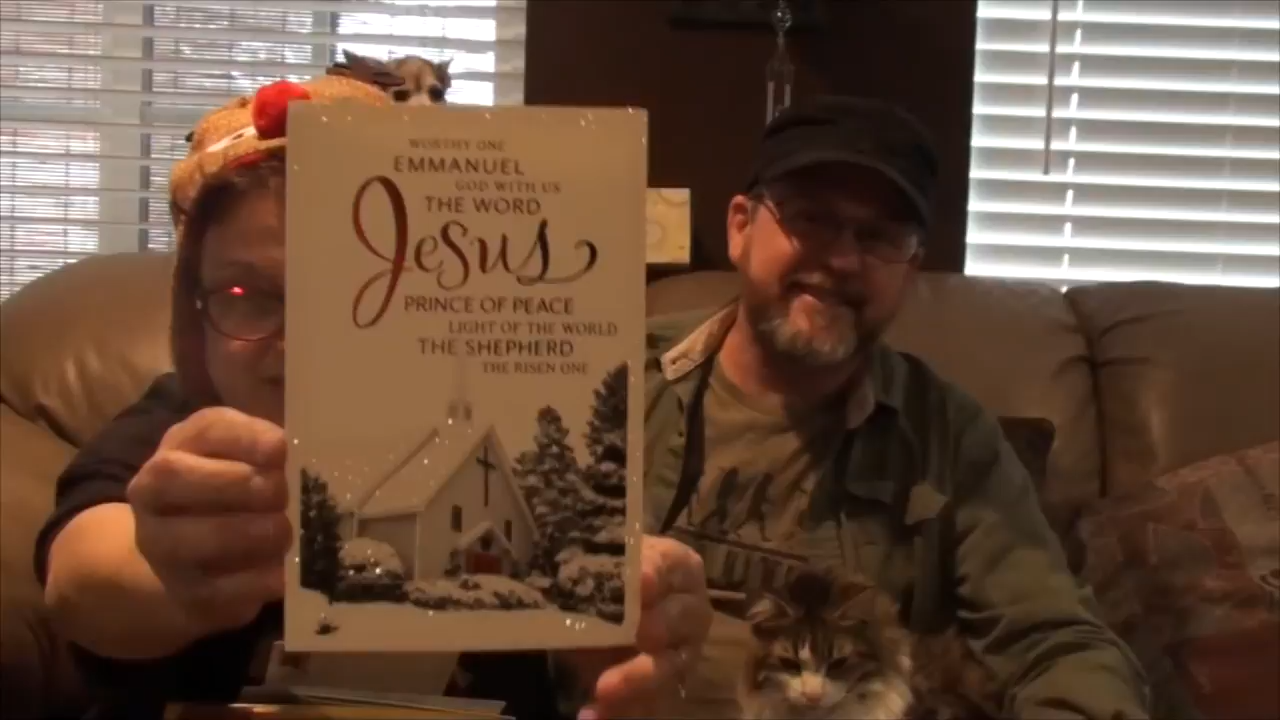 WORTHY ONE
EMMANUEL
GOD WITH US
THE WORD
Jesus
PRINCE OF PEACE
LIGHT OF THE WORLD
THE SHEPHERD
THE RISEN ONE